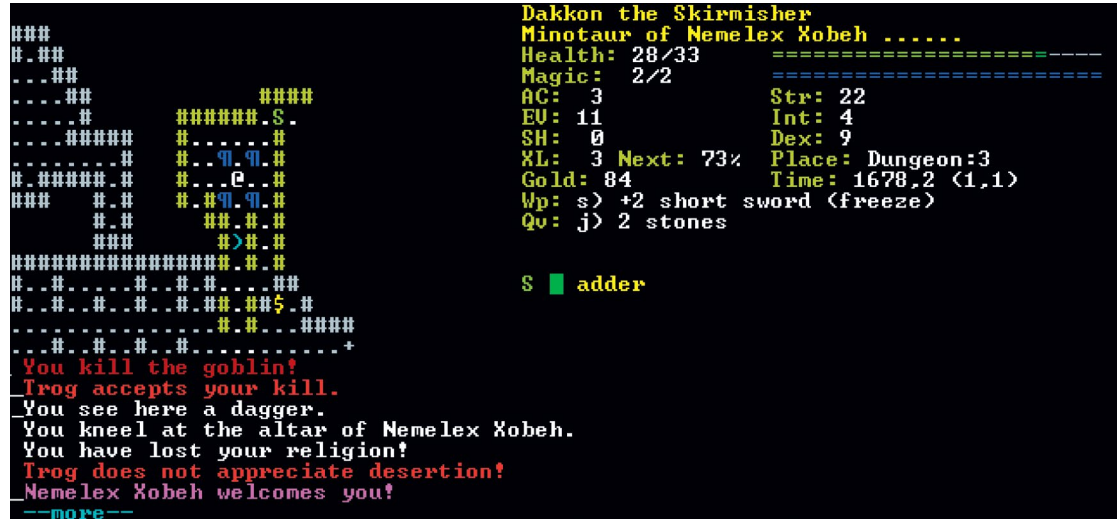 Dakkon the Skirmisher
Minotaur of Nemelex Xobeh ......
Health: 28/33
Magic: 2/2
AC: 3 Str: 22
EV: 11 Int: 4
SH: 0 Dex: 9
XL: 3 Next: 73% Place: Dungeon:3
Gold: 84 Time: 1678,2 (1,1)
Wp: s) +2 short sword (freeze)
Qv: j) 2 stones
S adder
You kill the goblin!
_Trog accepts your kill.
_You see here a dagger.
You kneel at the altar of Nemelex Xobeh.
You have lost your religion!
Trog does not appreciate desertion!
_Nemelex Xobeh welcomes you!
--more--